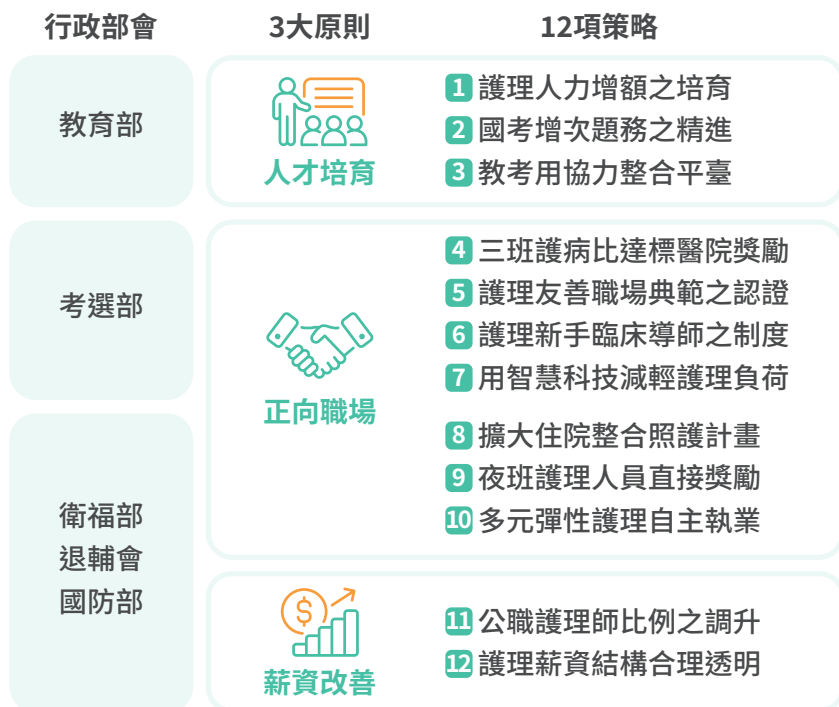 行政部會
3大原則
12項策略
教育部
人才培育
1 護理人力增額之培育
2 國考增次題務之精進
3 教考用協力整合平臺
考選部
正向職場
4 三班護病比達標醫院獎勵
5 護理友善職場典範之認證
6 護理新手臨床導師之制度
7 用智慧科技減輕護理負荷
8 擴大住院整合照護計畫
9 夜班護理人員直接獎勵
10 多元彈性護理自主執業
衛福部
退輔會
國防部
$
薪資改善
11 公職護理師比例之調升
12 護理薪資結構合理透明